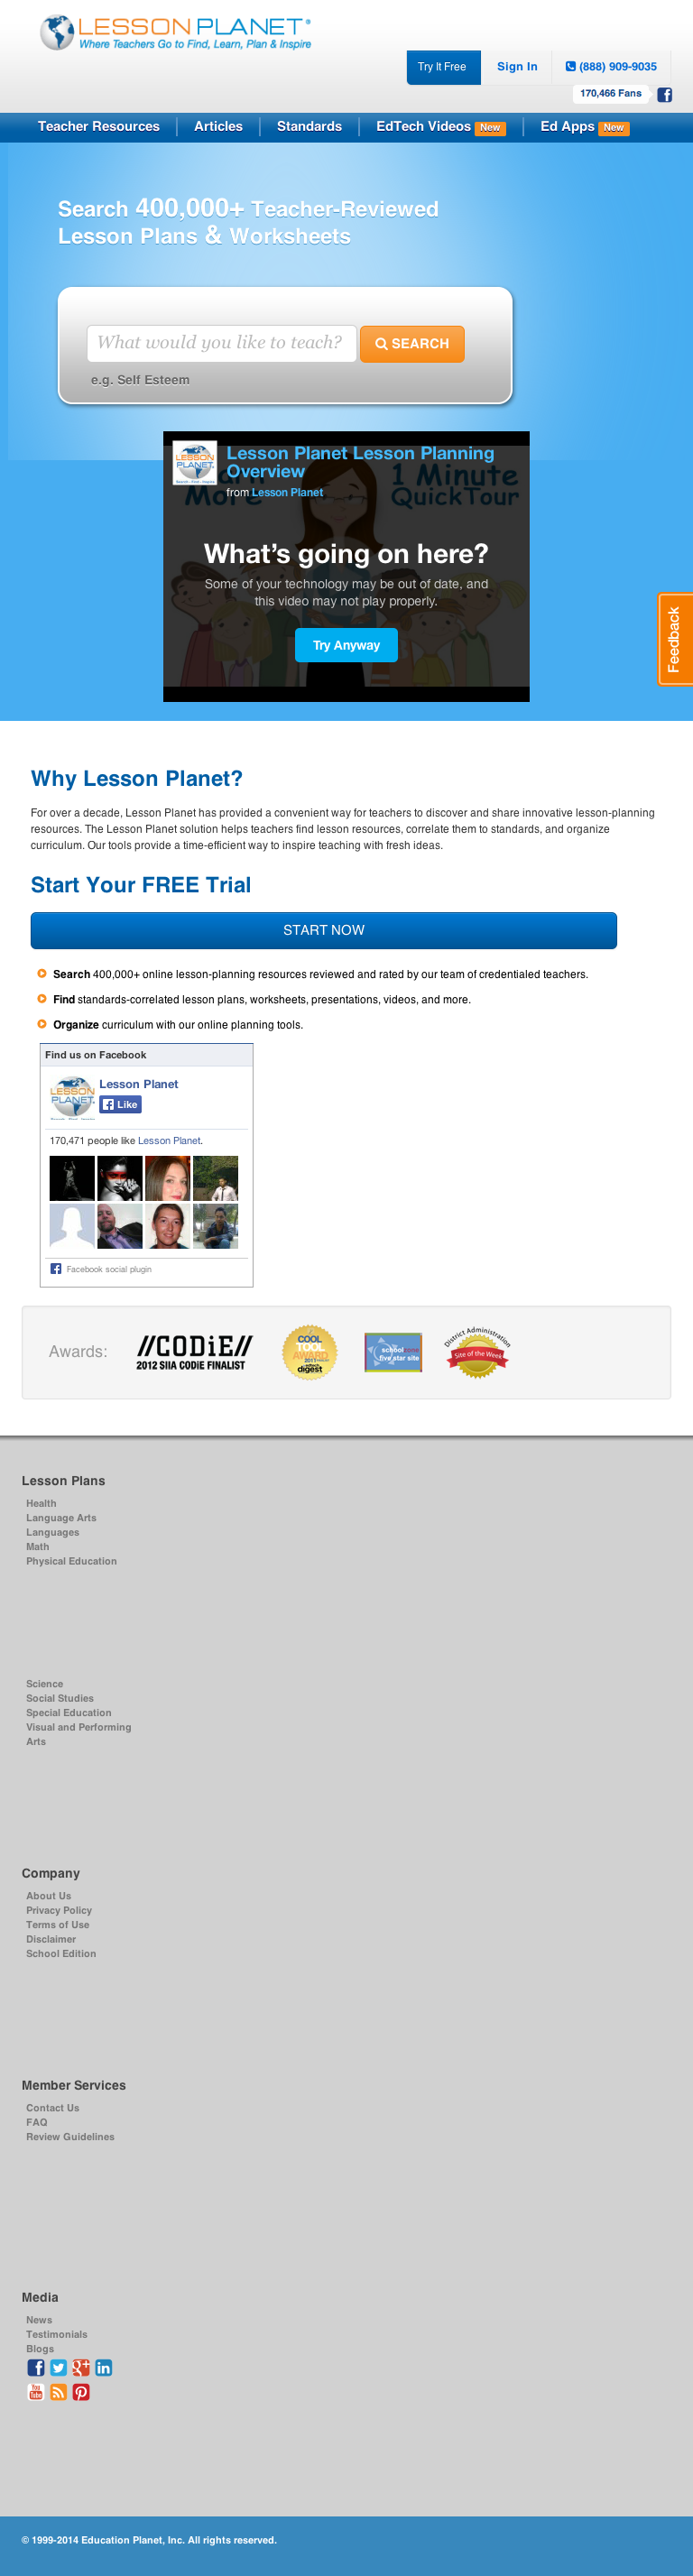 LESSON PLANET®
Where Teachers Go to Find, Learn, Plan & Inspire
Try It Free
Sign In
(888) 909-9035
170,466 Fans
Teacher Resources
Articles
Standards
EdTech Videos New
Ed Apps New
Search 400,000+ Teacher-Reviewed
Lesson Plans & Worksheets
What would you like to teach?
SEARCH
e.g. Self Esteem
LESSON
PLANET
Lesson Planet Lesson Planning
Overview
from Lesson Planet
1 Minute
Quick Tour
More
What's going on here?
Some of your technology may be out of date, and
this video may not play properly.
Try Anyway
Feedback
Why Lesson Planet?
For over a decade, Lesson Planet has provided a convenient way for teachers to discover and share innovative lesson-planning
resources. The Lesson Planet solution helps teachers find lesson resources, correlate them to standards, and organize
curriculum. Our tools provide a time-efficient way to inspire teaching with fresh ideas.
Start Your FREE Trial
START NOW
Search 400,000+ online lesson-planning resources reviewed and rated by our team of credentialed teachers.
Find standards-correlated lesson plans, worksheets, presentations, videos, and more.
Organize curriculum with our online planning tools.
Find us on Facebook
LESSON
PLANET
Lesson Planet
Like
170,471 people like Lesson Planet.
Facebook social plugin
Awards:
//CODiE//
2012 SIIA CODiE FINALIST
COOL
TOOL
AWARD
2011
digest
schoolzone
five star site
District Administration
Site of the Week
Lesson Plans
Health
Language Arts
Languages
Math
Physical Education
Science
Social Studies
Special Education
Visual and Performing
Arts
Company
About Us
Privacy Policy
Terms of Use
Disclaimer
School Edition
Member Services
Contact Us
FAQ
Review Guidelines
Media
News
Testimonials
Blogs
You
Tube
© 1999-2014 Education Planet, Inc. All rights reserved.